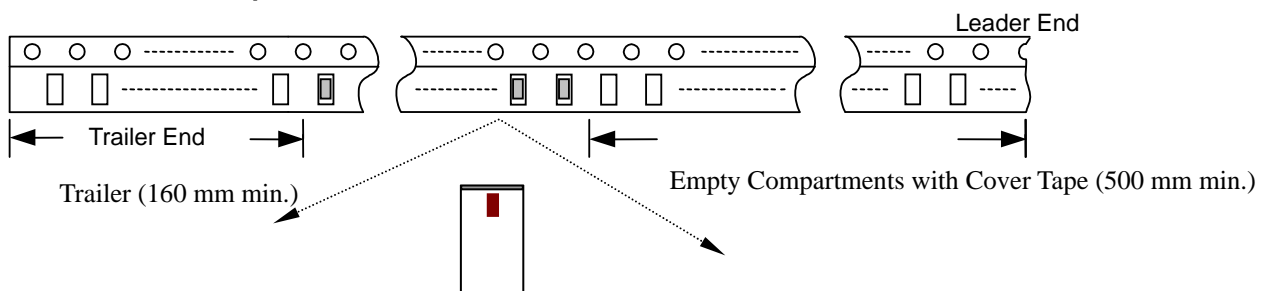 Leader End
Trailer End
Trailer (160 mm min.)
Empty Compartments with Cover Tape (500 mm min.)